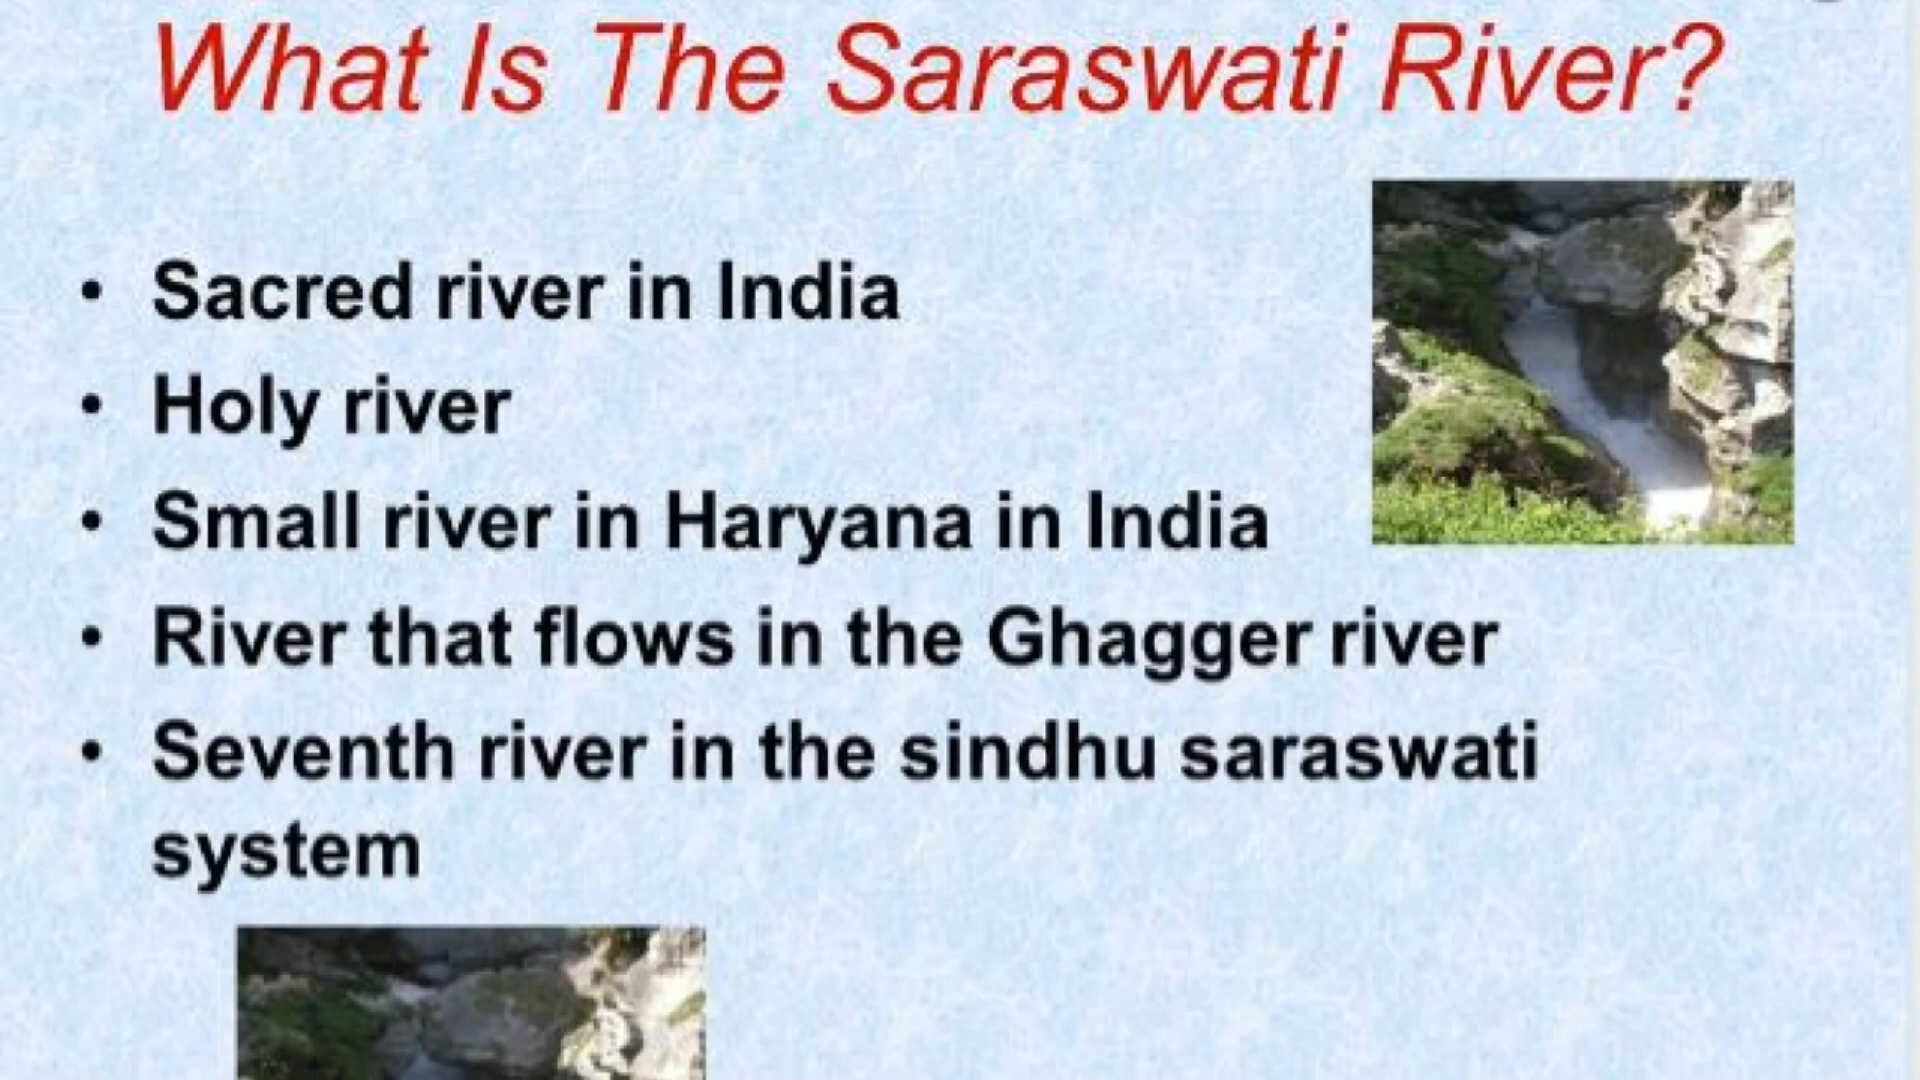 What Is The Saraswati River?
• Sacred river in India
• Holy river
• Small river in Haryana in India
• River that flows in the Ghagger river
• Seventh river in the sindhu saraswati
system